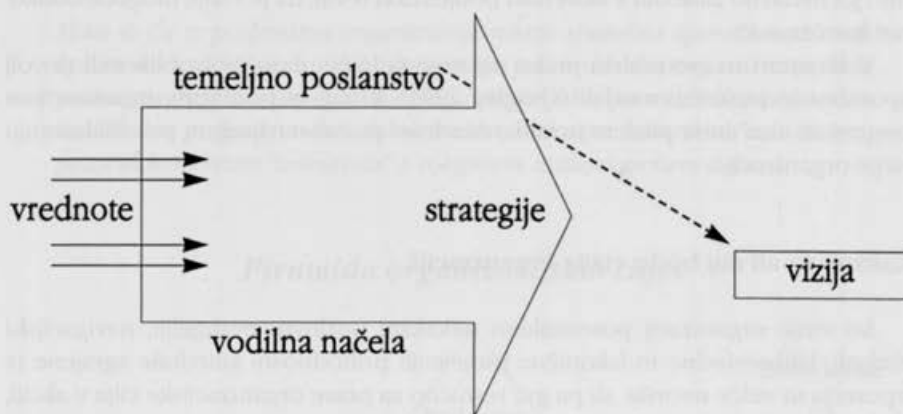 temeljno poslanstvo
vrednote
strategije
vizija
vodilna načela